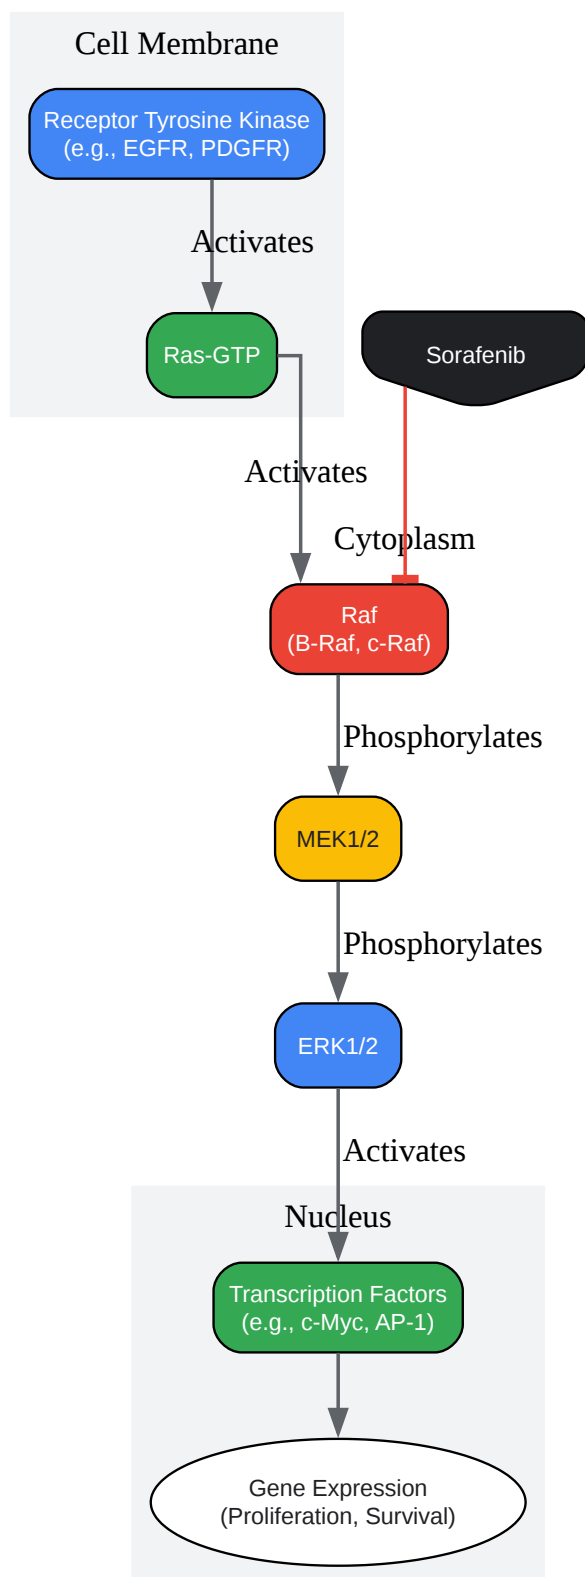 Cell Membrane
Receptor Tyrosine Kinase
(e.g., EGFR, PDGFR)
Activates
Ras-GTP
Sorafenib
Activates
Cytoplasm
Raf
(B-Raf, c-Raf)
Phosphorylates
MEK1/2
Phosphorylates
ERK1/2
Activates
Nucleus
Transcription Factors
(e.g., c-Myc, AP-1)
Gene Expression
(Proliferation, Survival)